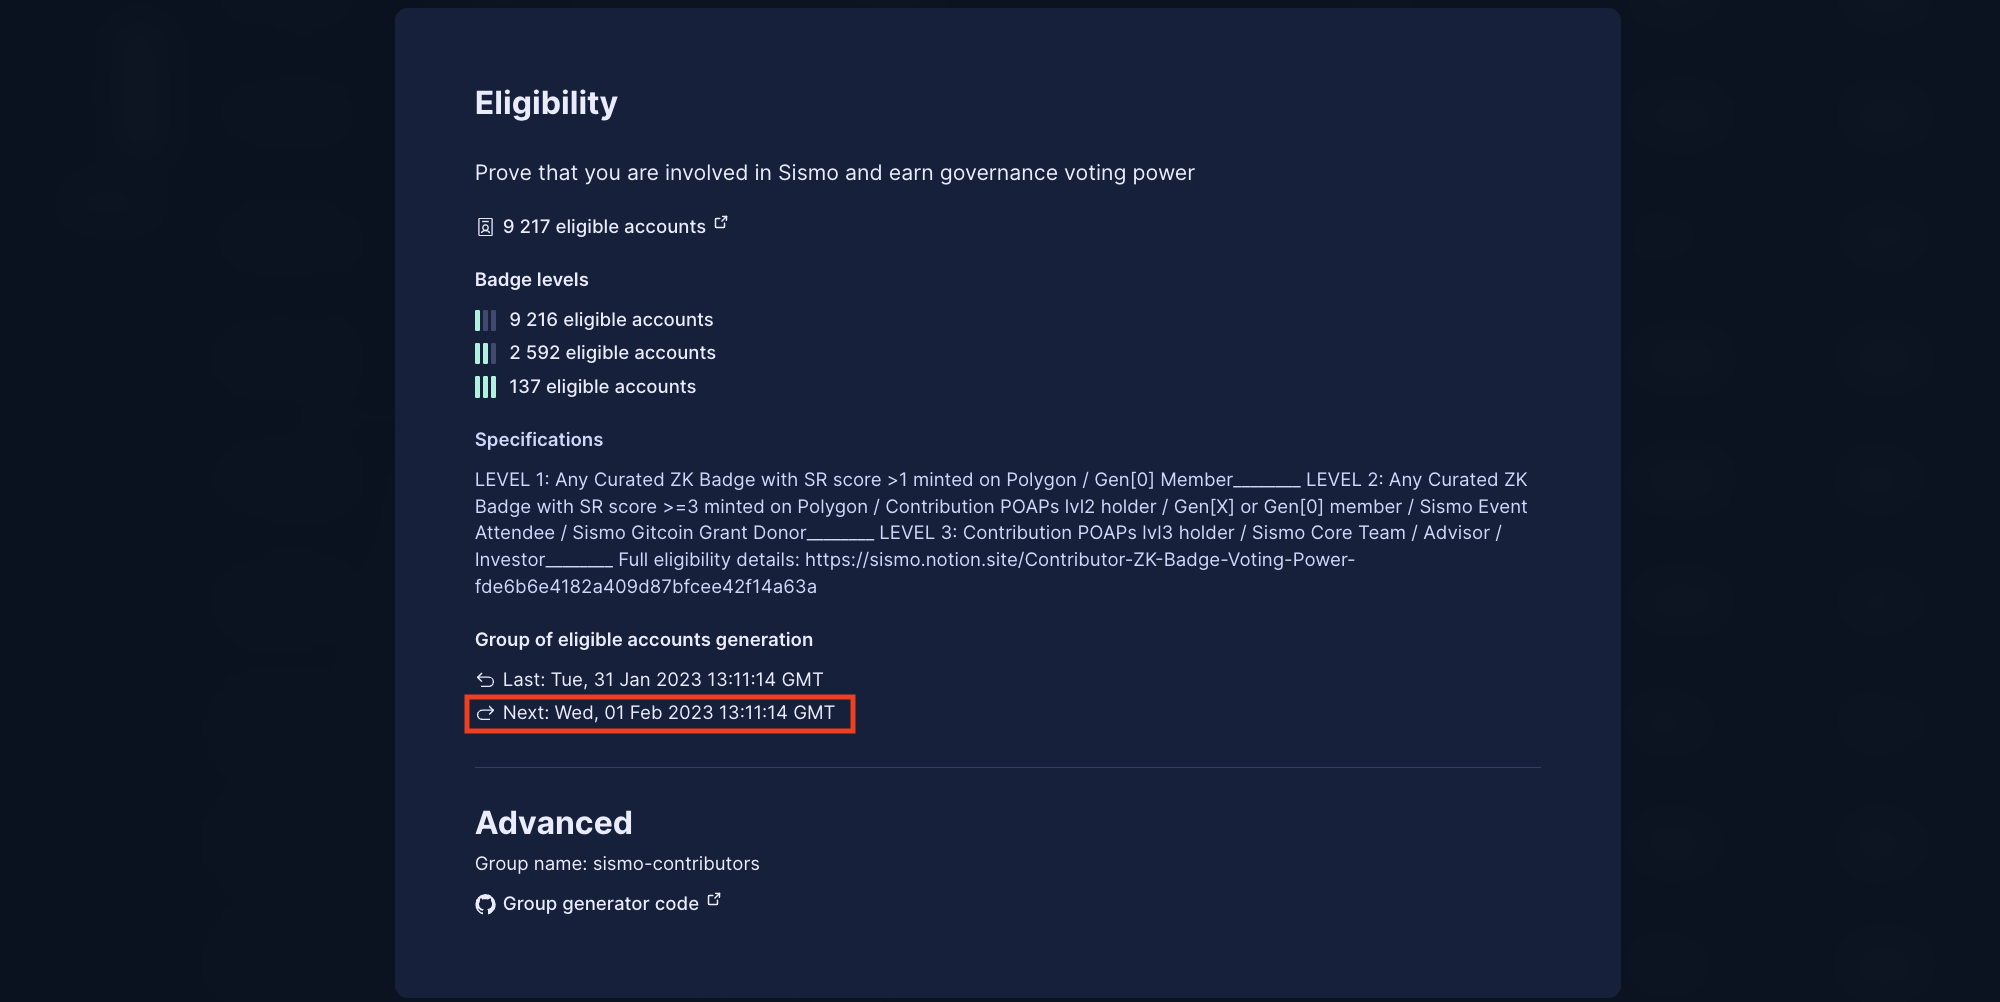 Eligibility
Prove that you are involved in Sismo and earn governance voting power
9 217 eligible accounts
Badge levels
9 216 eligible accounts
2 592 eligible accounts
137 eligible accounts
Specifications
LEVEL 1: Any Curated ZK Badge with SR score >1 minted on Polygon / Gen[0] Member________ LEVEL 2: Any Curated ZK
Badge with SR score >=3 minted on Polygon / Contribution POAPs lvl2 holder / Gen[X] or Gen[0] member / Sismo Event
Attendee / Sismo Gitcoin Grant Donor________ LEVEL 3: Contribution POAPs lvl3 holder / Sismo Core Team / Advisor /
Investor________ Full eligibility details: https://sismo.notion.site/Contributor-ZK-Badge-Voting-Power-
fde6b6e4182a409d87bfcee42f14a63a
Group of eligible accounts generation
Last: Tue, 31 Jan 2023 13:11:14 GMT
Next: Wed, 01 Feb 2023 13:11:14 GMT
Advanced
Group name: sismo-contributors
Group generator code